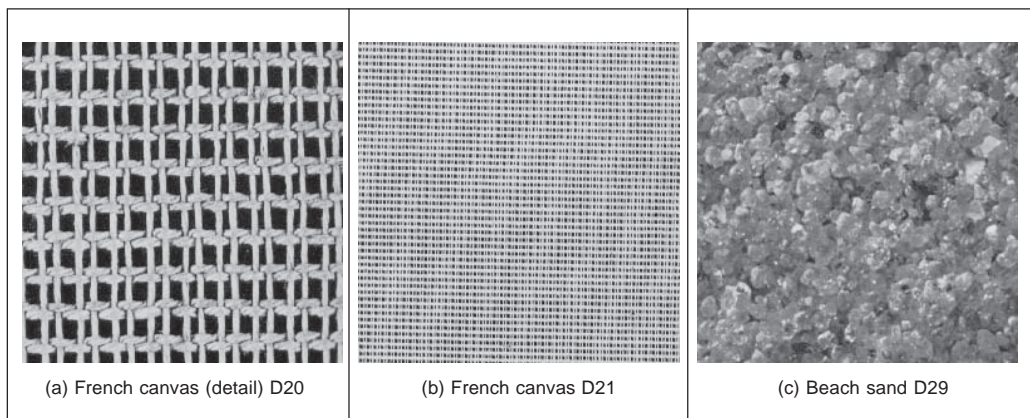 (a) French canvas (detail) D20
(b) French canvas D21
(c) Beach sand D29